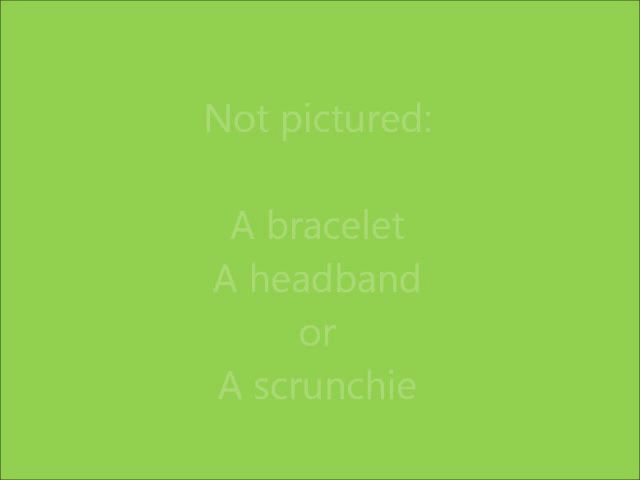 Not pictured:
A bracelet
A headband
or
A scrunchie